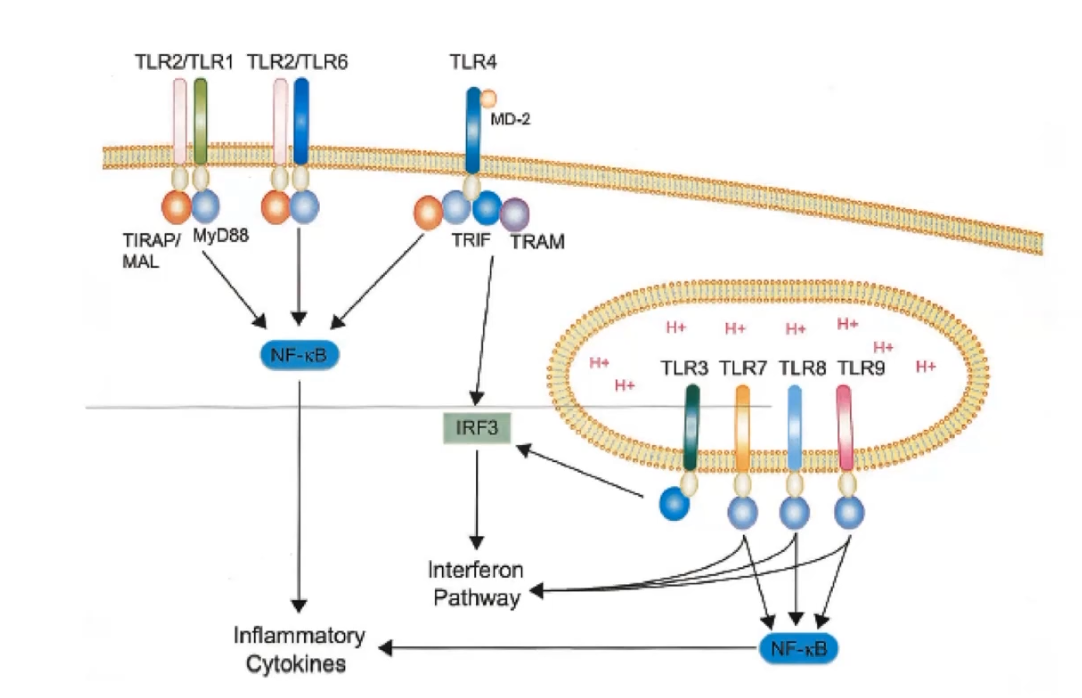 TLR2/TLR1 TLR2/TLR6 TLR4
MD-2
TIRAP/
MAL
MyD88
TRIF TRAM
NF-κB
IRF3
H+ H+ H+ H+
H+ H+ H+
H+
TLR3 TLR7 TLR8 TLR9
Interferon
Pathway
Inflammatory
Cytokines
NF-κB